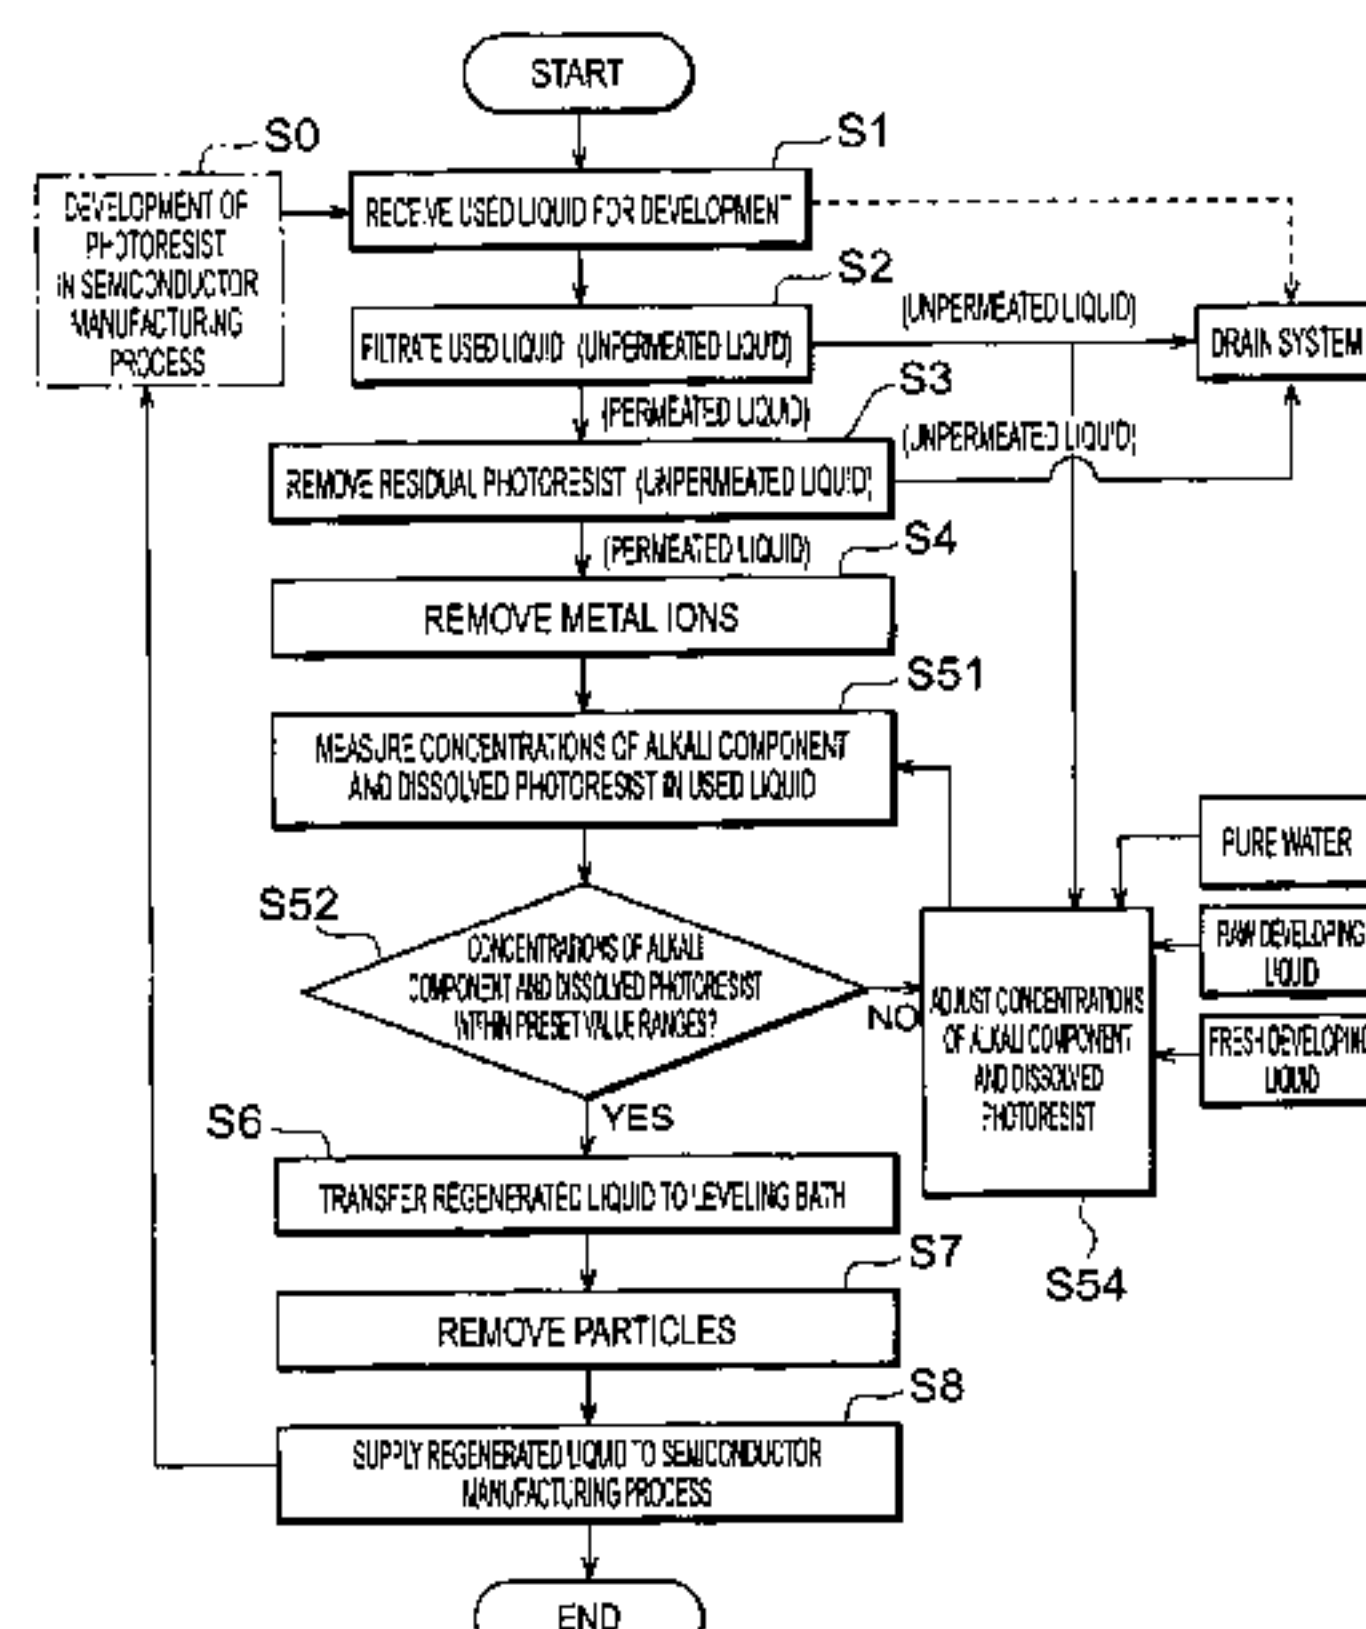 START
S0
S1
DEVELOPMENT OF
PHOTORESIST
IN SEMICONDUCTOR
MANUFACTURING
PROCESS
RECEIVE USED LIQUID FOR DEVELOPMENT
S2
(UNPERMEATED LIQUID)
FILTRATE USED LIQUID (UNPERMEATED LIQUID)
DRAIN SYSTEM
S3
(PERMEATED LIQUID)
(UNPERMEATED LIQUID)
REMOVE RESIDUAL PHOTORESIST (UNPERMEATED LIQUID)
S4
(PERMEATED LIQUID)
REMOVE METAL IONS
S51
MEASURE CONCENTRATIONS OF ALKALI COMPONENT
AND DISSOLVED PHOTORESIST IN USED LIQUID
PURE WATER
S52
CONCENTRATIONS OF ALKALI
COMPONENT AND DISSOLVED PHOTORESIST
WITHIN PRESET VALUE RANGES?
NO
RAW DEVELOPING
LIQUID
ADJUST CONCENTRATIONS
OF ALKALI COMPONENT
AND DISSOLVED
PHOTORESIST
FRESH DEVELOPING
LIQUID
YES
S6
TRANSFER REGENERATED LIQUID TO LEVELING BATH
S54
S7
REMOVE PARTICLES
S8
SUPPLY REGENERATED LIQUID TO SEMICONDUCTOR
MANUFACTURING PROCESS
END